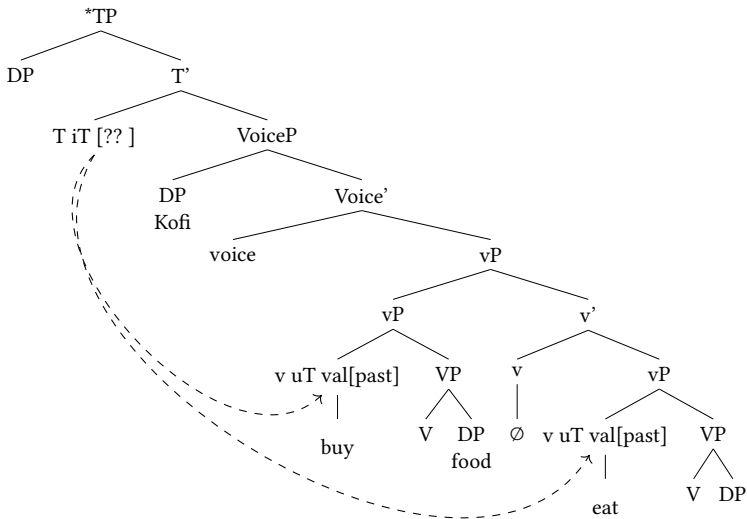 *TP
DP T’
T iT [?? ] VoiceP
DP Voice’
Kofi
voice vP
vP v’
v uT val[past] VP v vP
V DP ∅ v uT val[past] VP
buy food
eat V DP